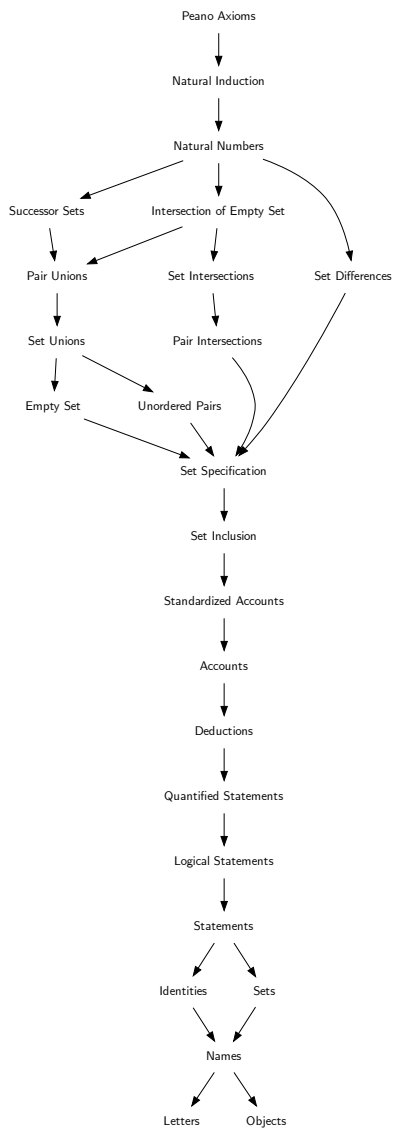 Peano Axioms
Natural Induction
Natural Numbers
Successor Sets
Intersection of Empty Set
Pair Unions
Set Intersections
Set Differences
Set Unions
Pair Intersections
Empty Set
Unordered Pairs
Set Specification
Set Inclusion
Standardized Accounts
Accounts
Deductions
Quantified Statements
Logical Statements
Statements
Identities
Sets
Names
Letters
Objects